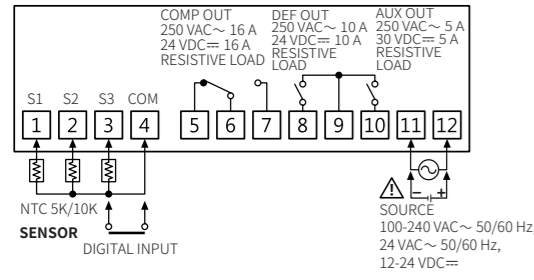 COMP OUT
250 VAC～ 16 A
24 VDC⎓ 16 A
RESISTIVE LOAD
DEF OUT
250 VAC～ 10 A
24 VDC⎓ 10 A
RESISTIVE
LOAD
AUX OUT
250 VAC～ 5 A
30 VDC⎓ 5 A
RESISTIVE
LOAD
S1 S2 S3 COM
1 2 3 4 5 6 7 8 9 10 11 12
NTC 5K/10K
SENSOR
DIGITAL INPUT
− +
SOURCE
100-240 VAC～ 50/60 Hz,
24 VAC～ 50/60 Hz,
12-24 VDC⎓